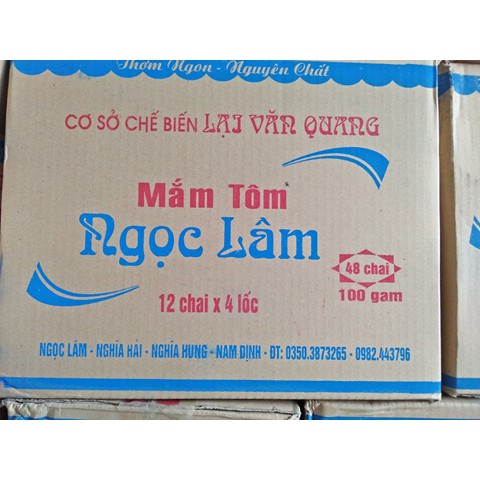 Thơm Ngon - Nguyên Chất
CƠ SỞ CHẾ BIẾN LẠI VĂN QUANG
Mắm Tôm
Ngọc Lâm
48 chai
100 gam
12 chai x 4 lốc
NGỌC LÂM - NGHĨA HẢI - NGHĨA HƯNG - NAM ĐỊNH - ĐT: 0350.3873265 - 0982.443796